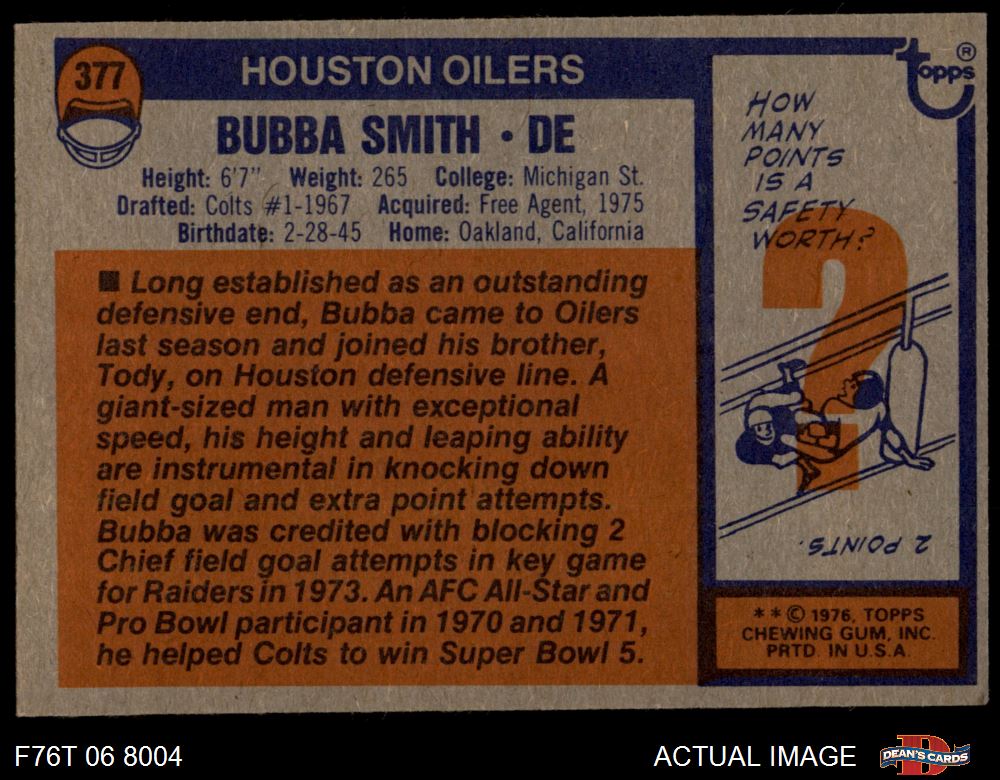 377
HOUSTON OILERS
Topps®
BUBBA SMITH • DE
Height: 6'7" Weight: 265 College: Michigan St.
Drafted: Colts #1-1967 Acquired: Free Agent, 1975
Birthdate: 2-28-45 Home: Oakland, California
■ Long established as an outstanding
defensive end, Bubba came to Oilers
last season and joined his brother,
Tody, on Houston defensive line. A
giant-sized man with exceptional
speed, his height and leaping ability
are instrumental in knocking down
field goal and extra point attempts.
Bubba was credited with blocking 2
Chief field goal attempts in key game
for Raiders in 1973. An AFC All-Star and
Pro Bowl participant in 1970 and 1971,
he helped Colts to win Super Bowl 5.
HOW
MANY
POINTS
IS A
SAFETY
WORTH?
?
2 POINTS.
**© 1976, TOPPS
CHEWING GUM, INC.
PRTD. IN U.S.A.
F76T 06 8004
ACTUAL IMAGE
DEAN'S CARDS